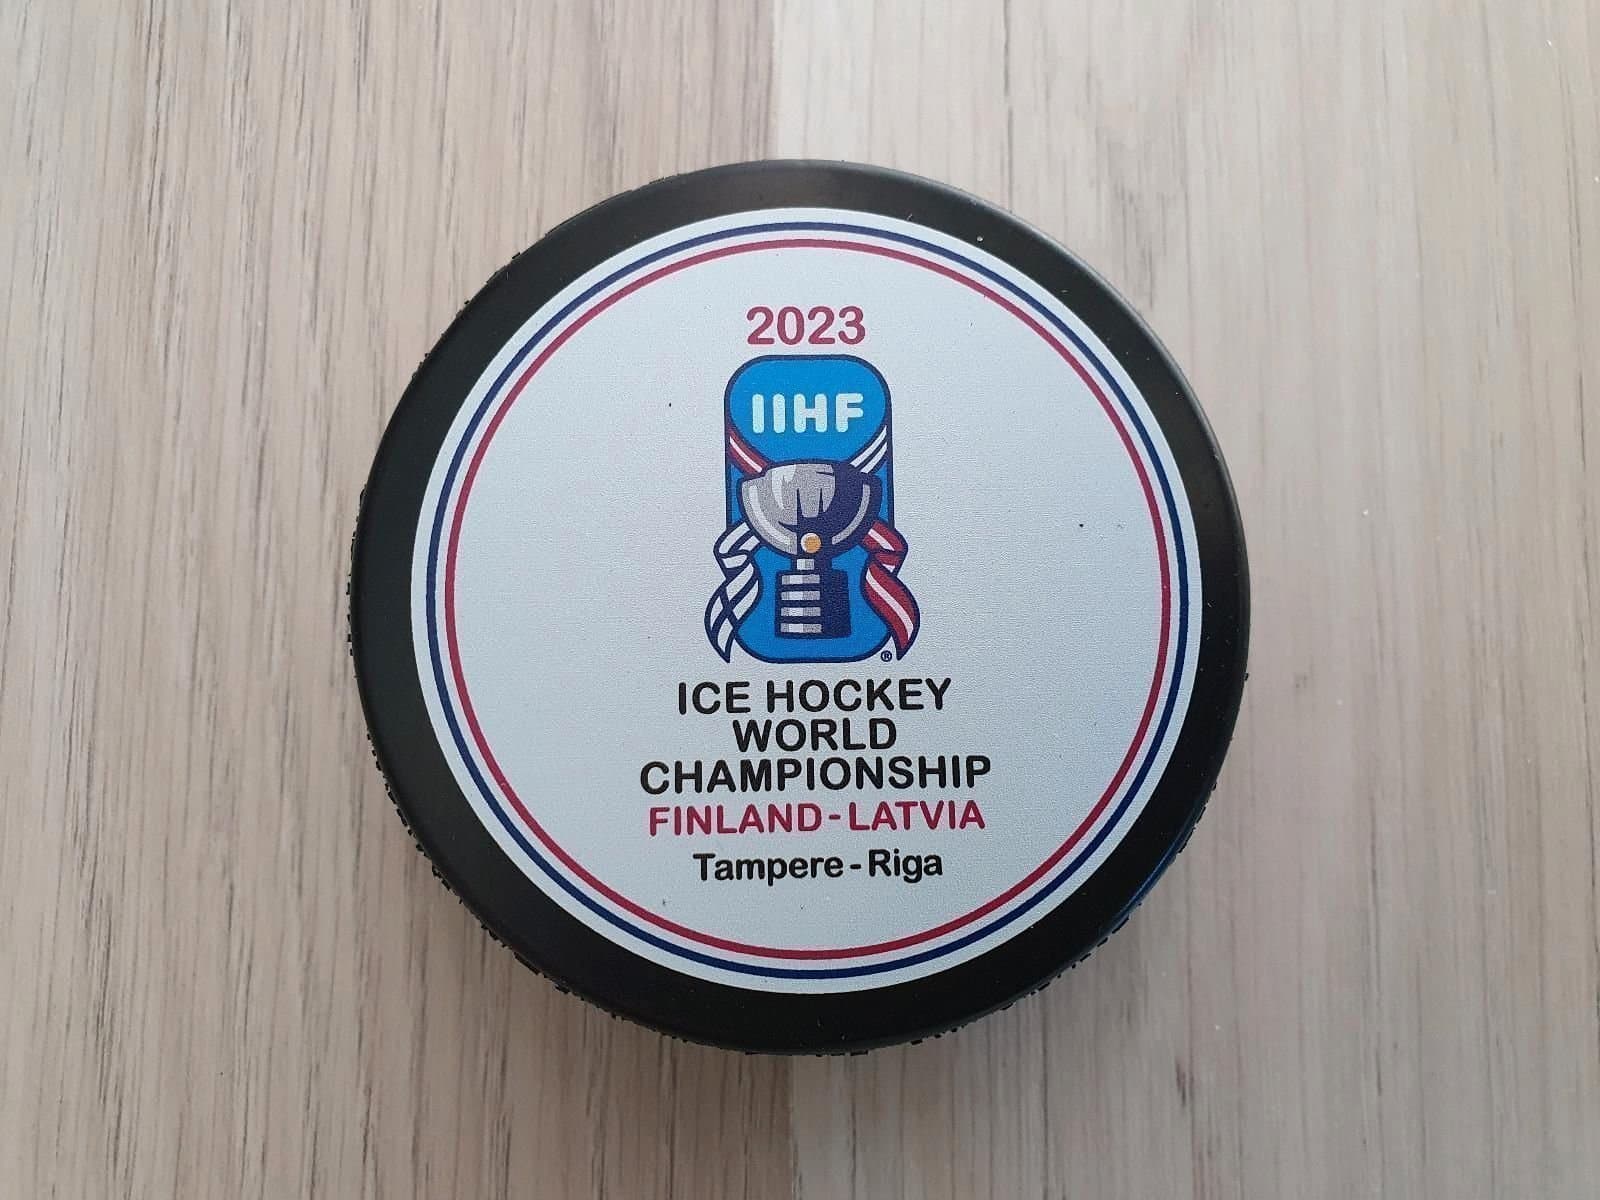 2023
IIHF
®
ICE HOCKEY
WORLD
CHAMPIONSHIP
FINLAND-LATVIA
Tampere-Riga